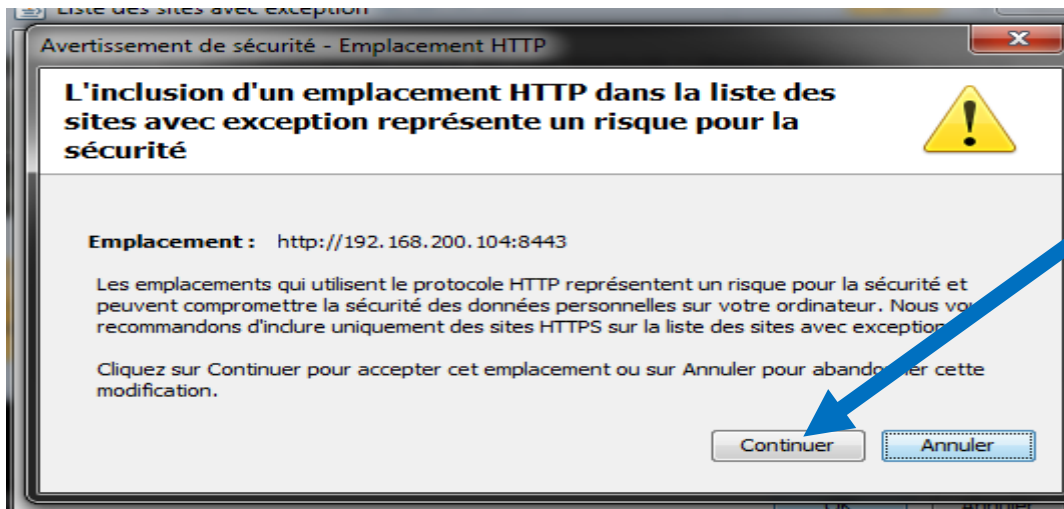 Liste des sites avec exception
Avertissement de sécurité - Emplacement HTTP
L'inclusion d'un emplacement HTTP dans la liste des
sites avec exception représente un risque pour la
sécurité
Emplacement : http://192.168.200.104:8443
Les emplacements qui utilisent le protocole HTTP représentent un risque pour la sécurité et
peuvent compromettre la sécurité des données personnelles sur votre ordinateur. Nous vous
recommandons d'inclure uniquement des sites HTTPS sur la liste des sites avec exception
Cliquez sur Continuer pour accepter cet emplacement ou sur Annuler pour abandonner cette
modification.
Continuer Annuler
OK Annuler